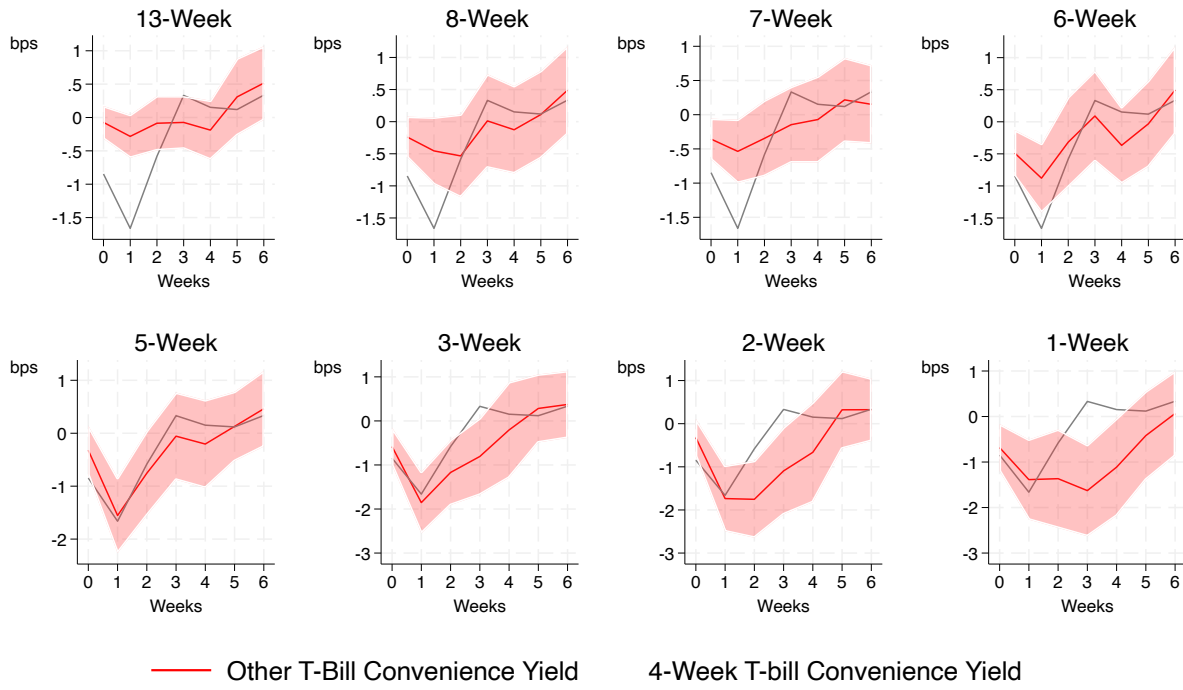 13-Week
bps
1
.5
0
-.5
-1
-1.5
0 1 2 3 4 5 6
Weeks
8-Week
bps
1
.5
0
-.5
-1
-1.5
0 1 2 3 4 5 6
Weeks
7-Week
bps
1
.5
0
-.5
-1
-1.5
0 1 2 3 4 5 6
Weeks
6-Week
bps
1
.5
0
-.5
-1
-1.5
0 1 2 3 4 5 6
Weeks
5-Week
bps
1
0
-1
-2
0 1 2 3 4 5 6
Weeks
3-Week
bps
1
0
-1
-2
-3
0 1 2 3 4 5 6
Weeks
2-Week
bps
1
0
-1
-2
-3
0 1 2 3 4 5 6
Weeks
1-Week
bps
1
0
-1
-2
-3
0 1 2 3 4 5 6
Weeks
Other T-Bill Convenience Yield 4-Week T-bill Convenience Yield